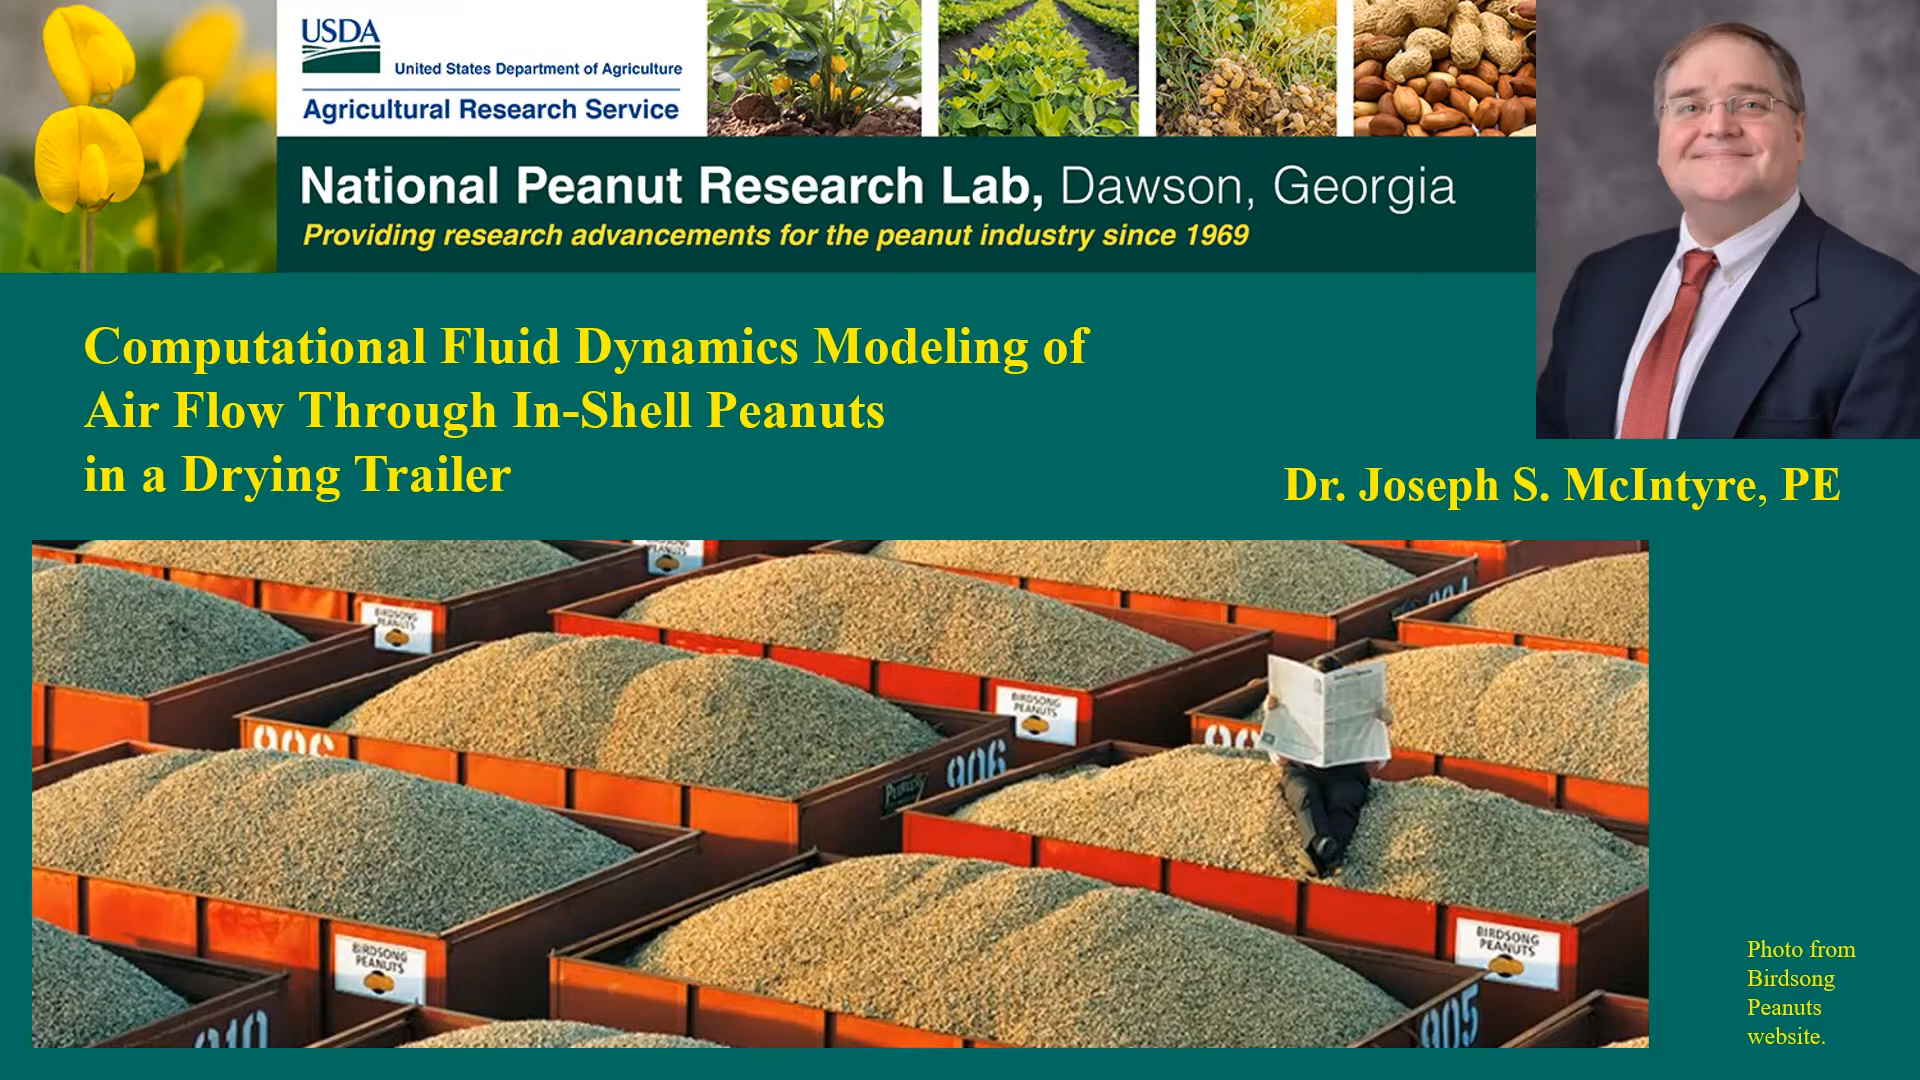 USDA
United States Department of Agriculture
Agricultural Research Service
National Peanut Research Lab, Dawson, Georgia
Providing research advancements for the peanut industry since 1969
Computational Fluid Dynamics Modeling of
Air Flow Through In-Shell Peanuts
in a Drying Trailer
Dr. Joseph S. McIntyre, PE
PEANUTS
BIRDSONG
PEANUTS
BIRDSONG
PEANUTS
906
906
BIRDSONG
PEANUTS
BIRDSONG
PEANUTS
910
905
Photo from
Birdsong
Peanuts
website.